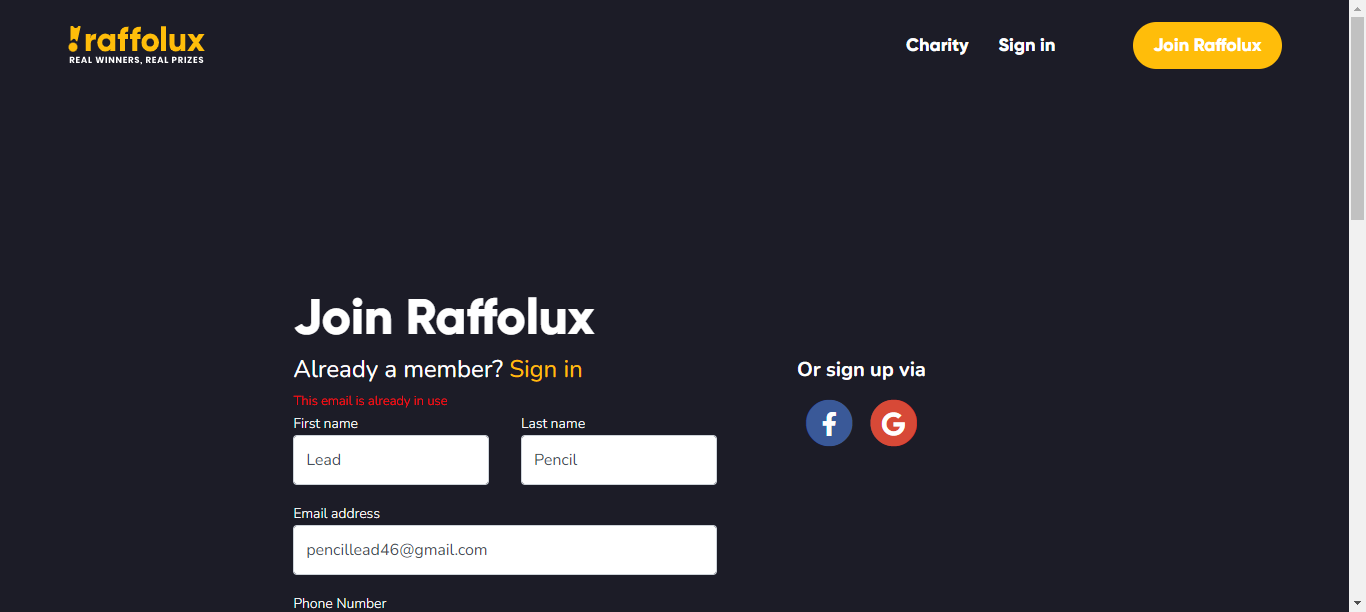 raffolux
REAL WINNERS, REAL PRIZES
Charity
Sign in
Join Raffolux
Join Raffolux
Already a member? Sign in
This email is already in use
First name
Last name
Lead
Pencil
Email address
pencillead46@gmail.com
Phone Number
Or sign up via